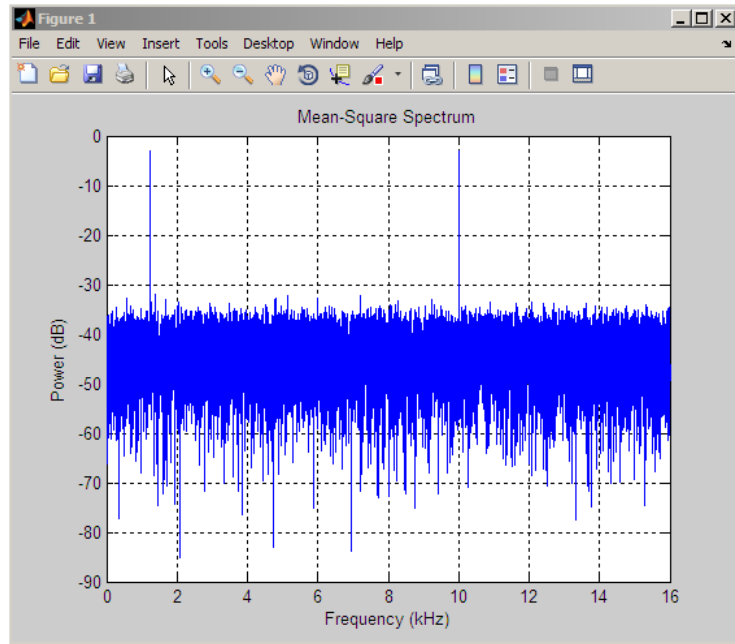 Figure 1
File Edit View Insert Tools Desktop Window Help
Mean-Square Spectrum
0
-10
-20
-30
-40
-50
-60
-70
-80
-90
Power (dB)
0 2 4 6 8 10 12 14 16
Frequency (kHz)